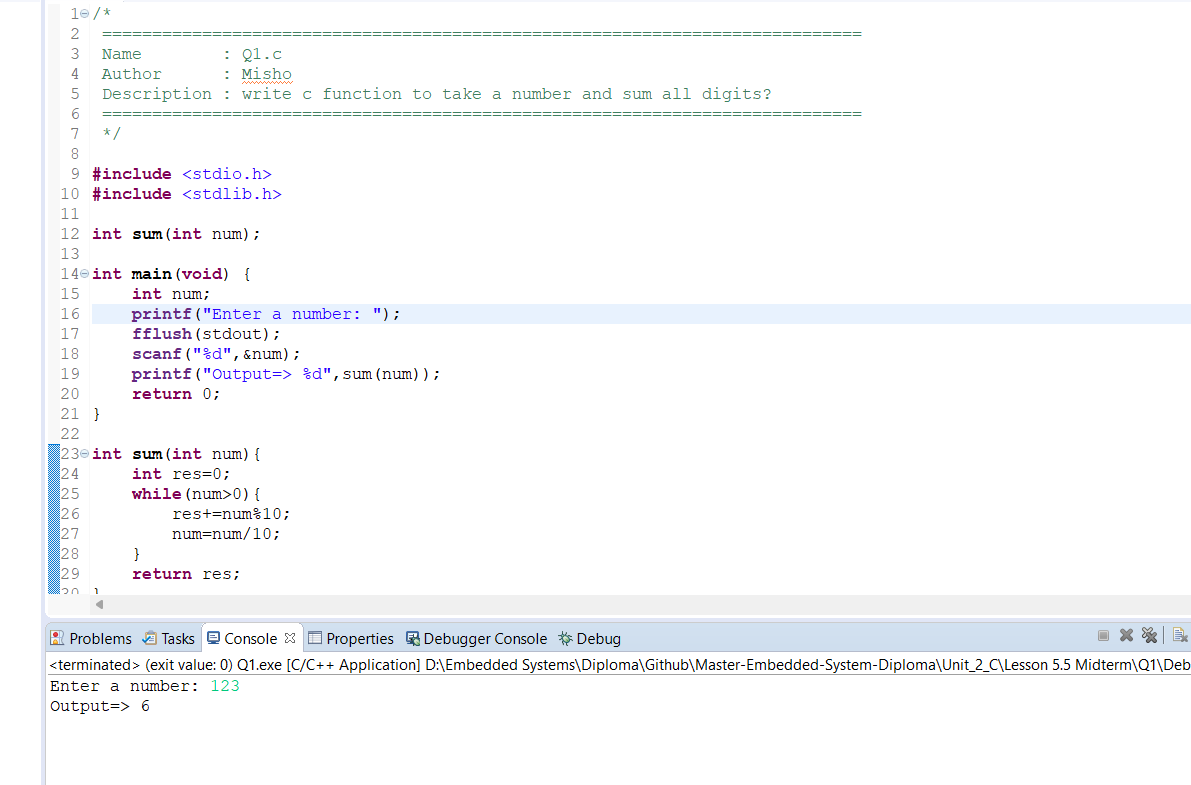 1 /*
2 ============================================================================
3 Name        : Q1.c
4 Author      : Misho
5 Description : write c function to take a number and sum all digits?
6 ============================================================================
7 */
8
9 #include <stdio.h>
10 #include <stdlib.h>
11
12 int sum(int num);
13
14 int main(void) {
15     int num;
16     printf("Enter a number: ");
17     fflush(stdout);
18     scanf("%d",&num);
19     printf("Output=> %d",sum(num));
20     return 0;
21 }
22
23 int sum(int num){
24     int res=0;
25     while(num>0){
26         res+=num%10;
27         num=num/10;
28     }
29     return res;
30 }
Problems Tasks Console Properties Debugger Console Debug
<terminated> (exit value: 0) Q1.exe [C/C++ Application] D:\Embedded Systems\Diploma\Github\Master-Embedded-System-Diploma\Unit_2_C\Lesson 5.5 Midterm\Q1\Deb
Enter a number: 123
Output=> 6